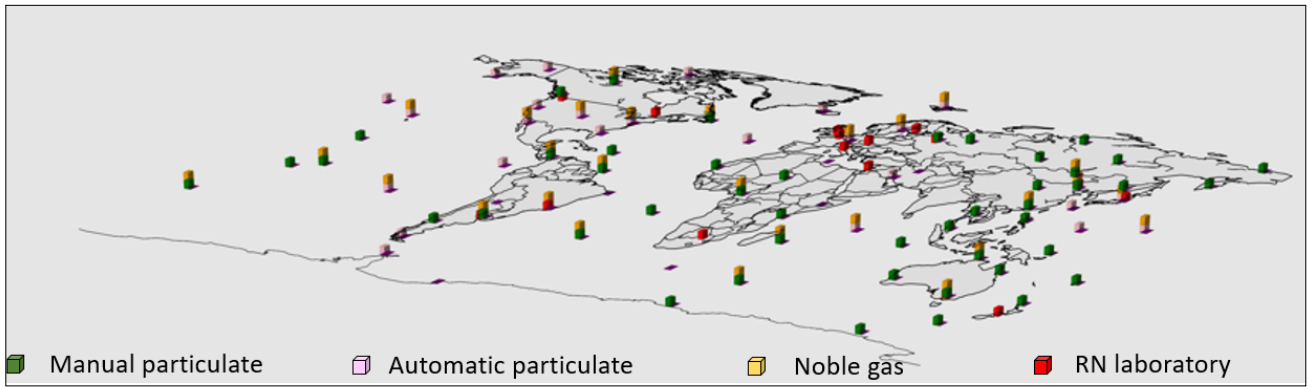 Manual particulate
Automatic particulate
Noble gas
RN laboratory